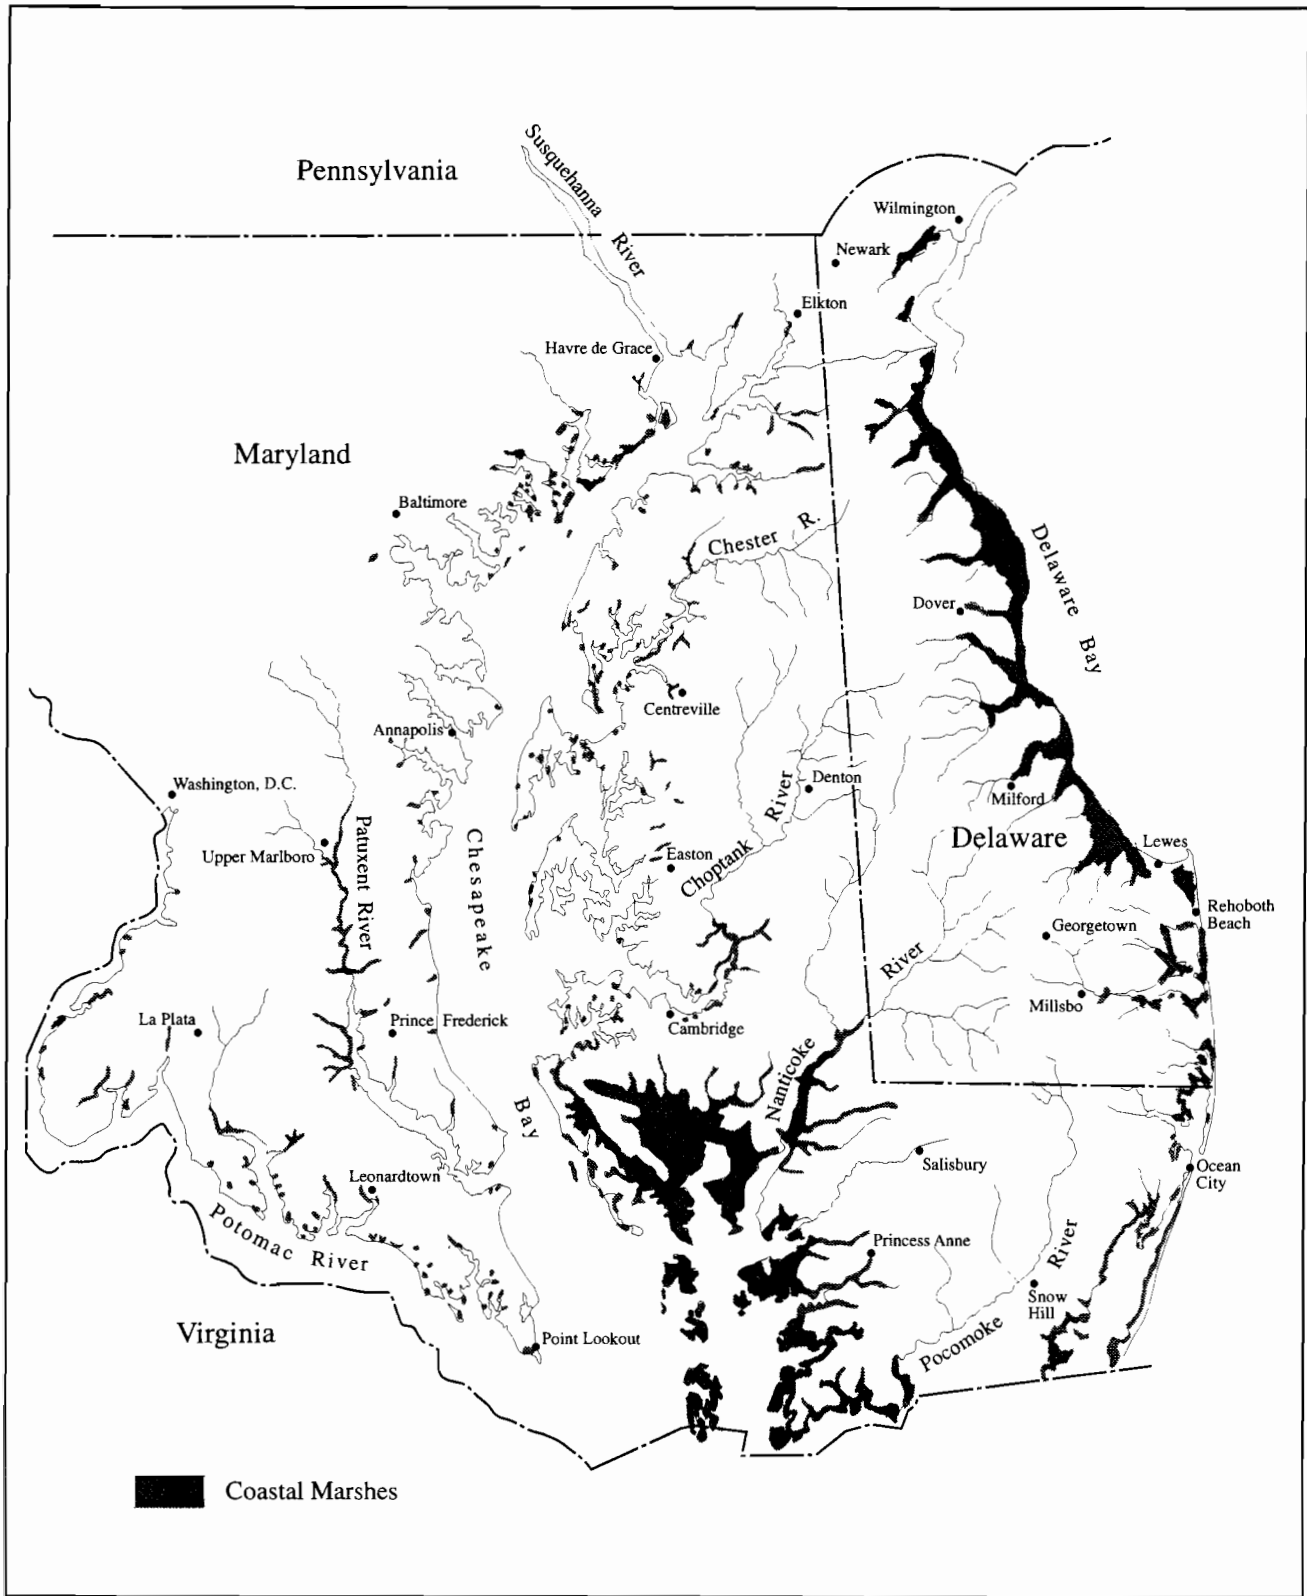 Pennsylvania
Susquehanna
River
Wilmington
Newark
Elkton
Havre de Grace
Maryland
Baltimore
Chester R.
Delaware Bay
Dover
Centreville
Annapolis
Washington, D.C.
Denton
Milford
Patuxent River
Chesapeake
Bay
Choptank
River
Delaware
Upper Marlboro
Easton
Lewes
Rehoboth
Beach
Georgetown
River
Millsbo
La Plata
Prince Frederick
Cambridge
Nanticoke
Salisbury
Ocean
City
Leonardtown
Potomac River
Princess Anne
River
Snow
Hill
Pocomoke
Virginia
Point Lookout
Coastal Marshes